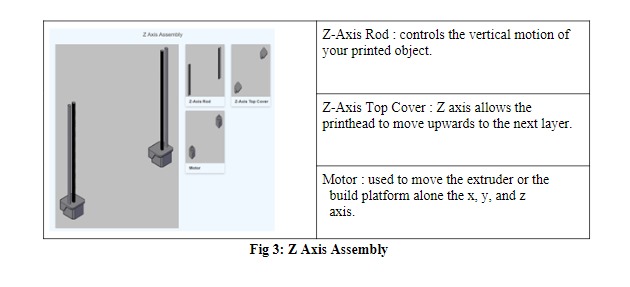 Z Axis Assembly
Z-Axis Rod
Z-Axis Top Cover
Motor
Z-Axis Rod : controls the vertical motion of
your printed object.
Z-Axis Top Cover : Z axis allows the
printhead to move upwards to the next layer.
Motor : used to move the extruder or the
build platform alone the x, y, and z
axis.
Fig 3: Z Axis Assembly